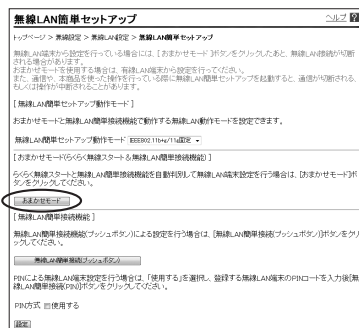 無線LAN簡単セットアップ
ヘルプ ?
トップページ > 無線設定 > 無線LAN設定 > 無線LAN簡単セットアップ
無線LAN端末から設定を行っている場合には、[おまかせモード]ボタンをクリックしたあと、無線LAN接続が切断
される場合があります。
おまかせモードを使用する場合は、有線LAN端末から設定を行ってください。
また、通信や、本商品を使った操作を行っている際に無線LAN簡単セットアップを起動すると、通信が切断される、
もしくは操作が中断されることがあります。
[無線LAN簡単セットアップ動作モード]
おまかせモードと無線LAN簡単接続機能で動作する無線LAN動作モードを設定できます。
無線LAN簡単セットアップ動作モード IEEE802.11b+g/11g固定
[おまかせモード(らくらく無線スタート&無線LAN簡単接続機能)]
らくらく無線スタートと無線LAN簡単接続機能を自動判別して無線LAN端末設定を行う場合は、[おまかせモード]ボ
タンをクリックしてください。
おまかせモード
[無線LAN簡単接続機能]
無線LAN簡単接続機能(プッシュボタン)による設定を行う場合は、[無線LAN簡単接続(プッシュボタン)]ボタンをクリ
ックしてください。
無線LAN簡単接続(プッシュボタン)
PINによる無線LAN端末設定を行う場合は、「使用する」を選択し、登録する無線LAN端末のPINコードを入力後[無
線LAN簡単接続(PIN)]ボタンをクリックしてください。
PIN方式 使用する
設定